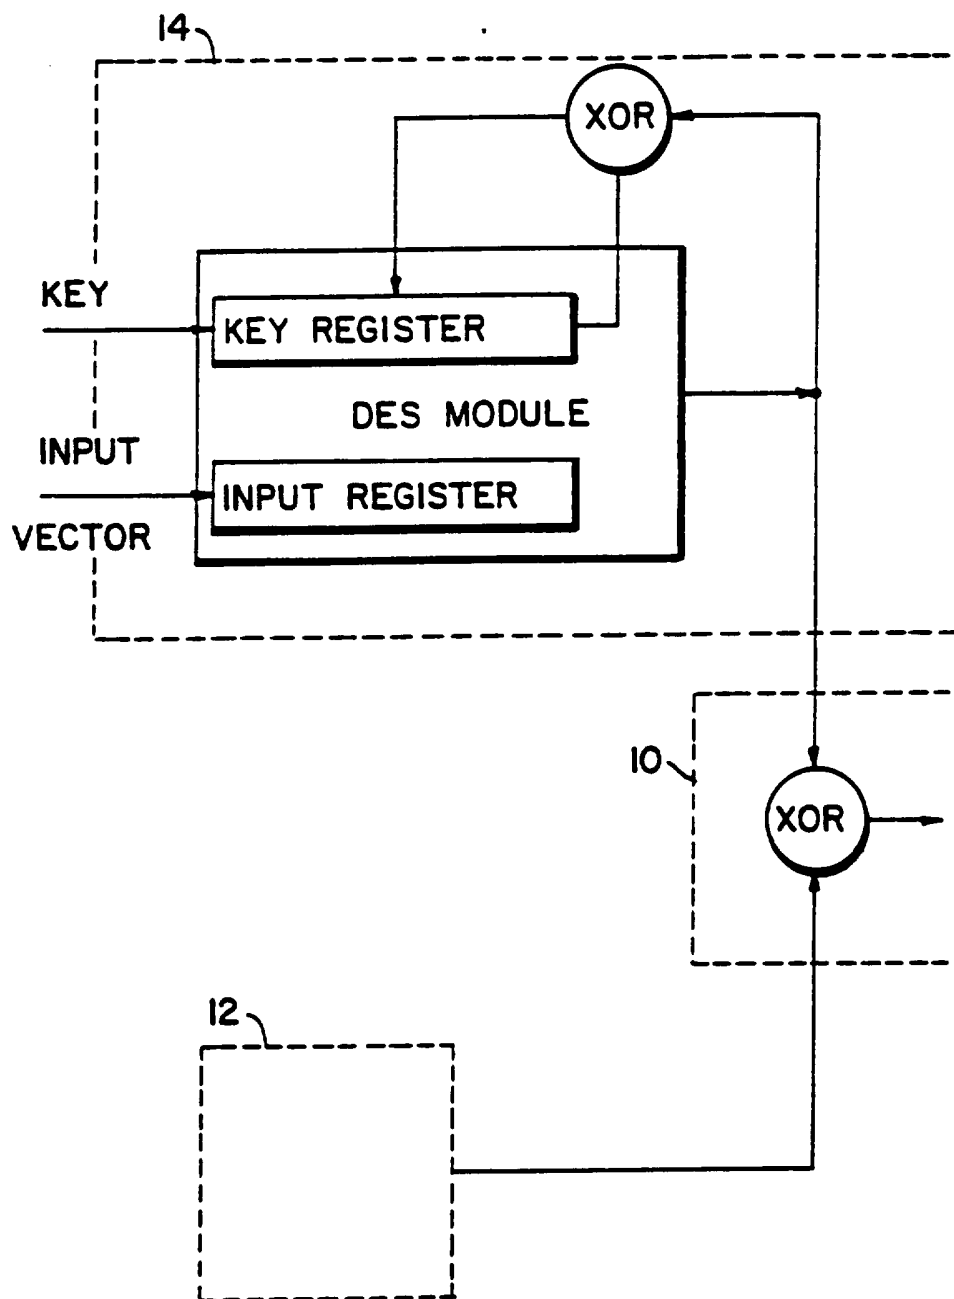 14
XOR
KEY
KEY REGISTER
DES MODULE
INPUT
VECTOR
INPUT REGISTER
10
XOR
12